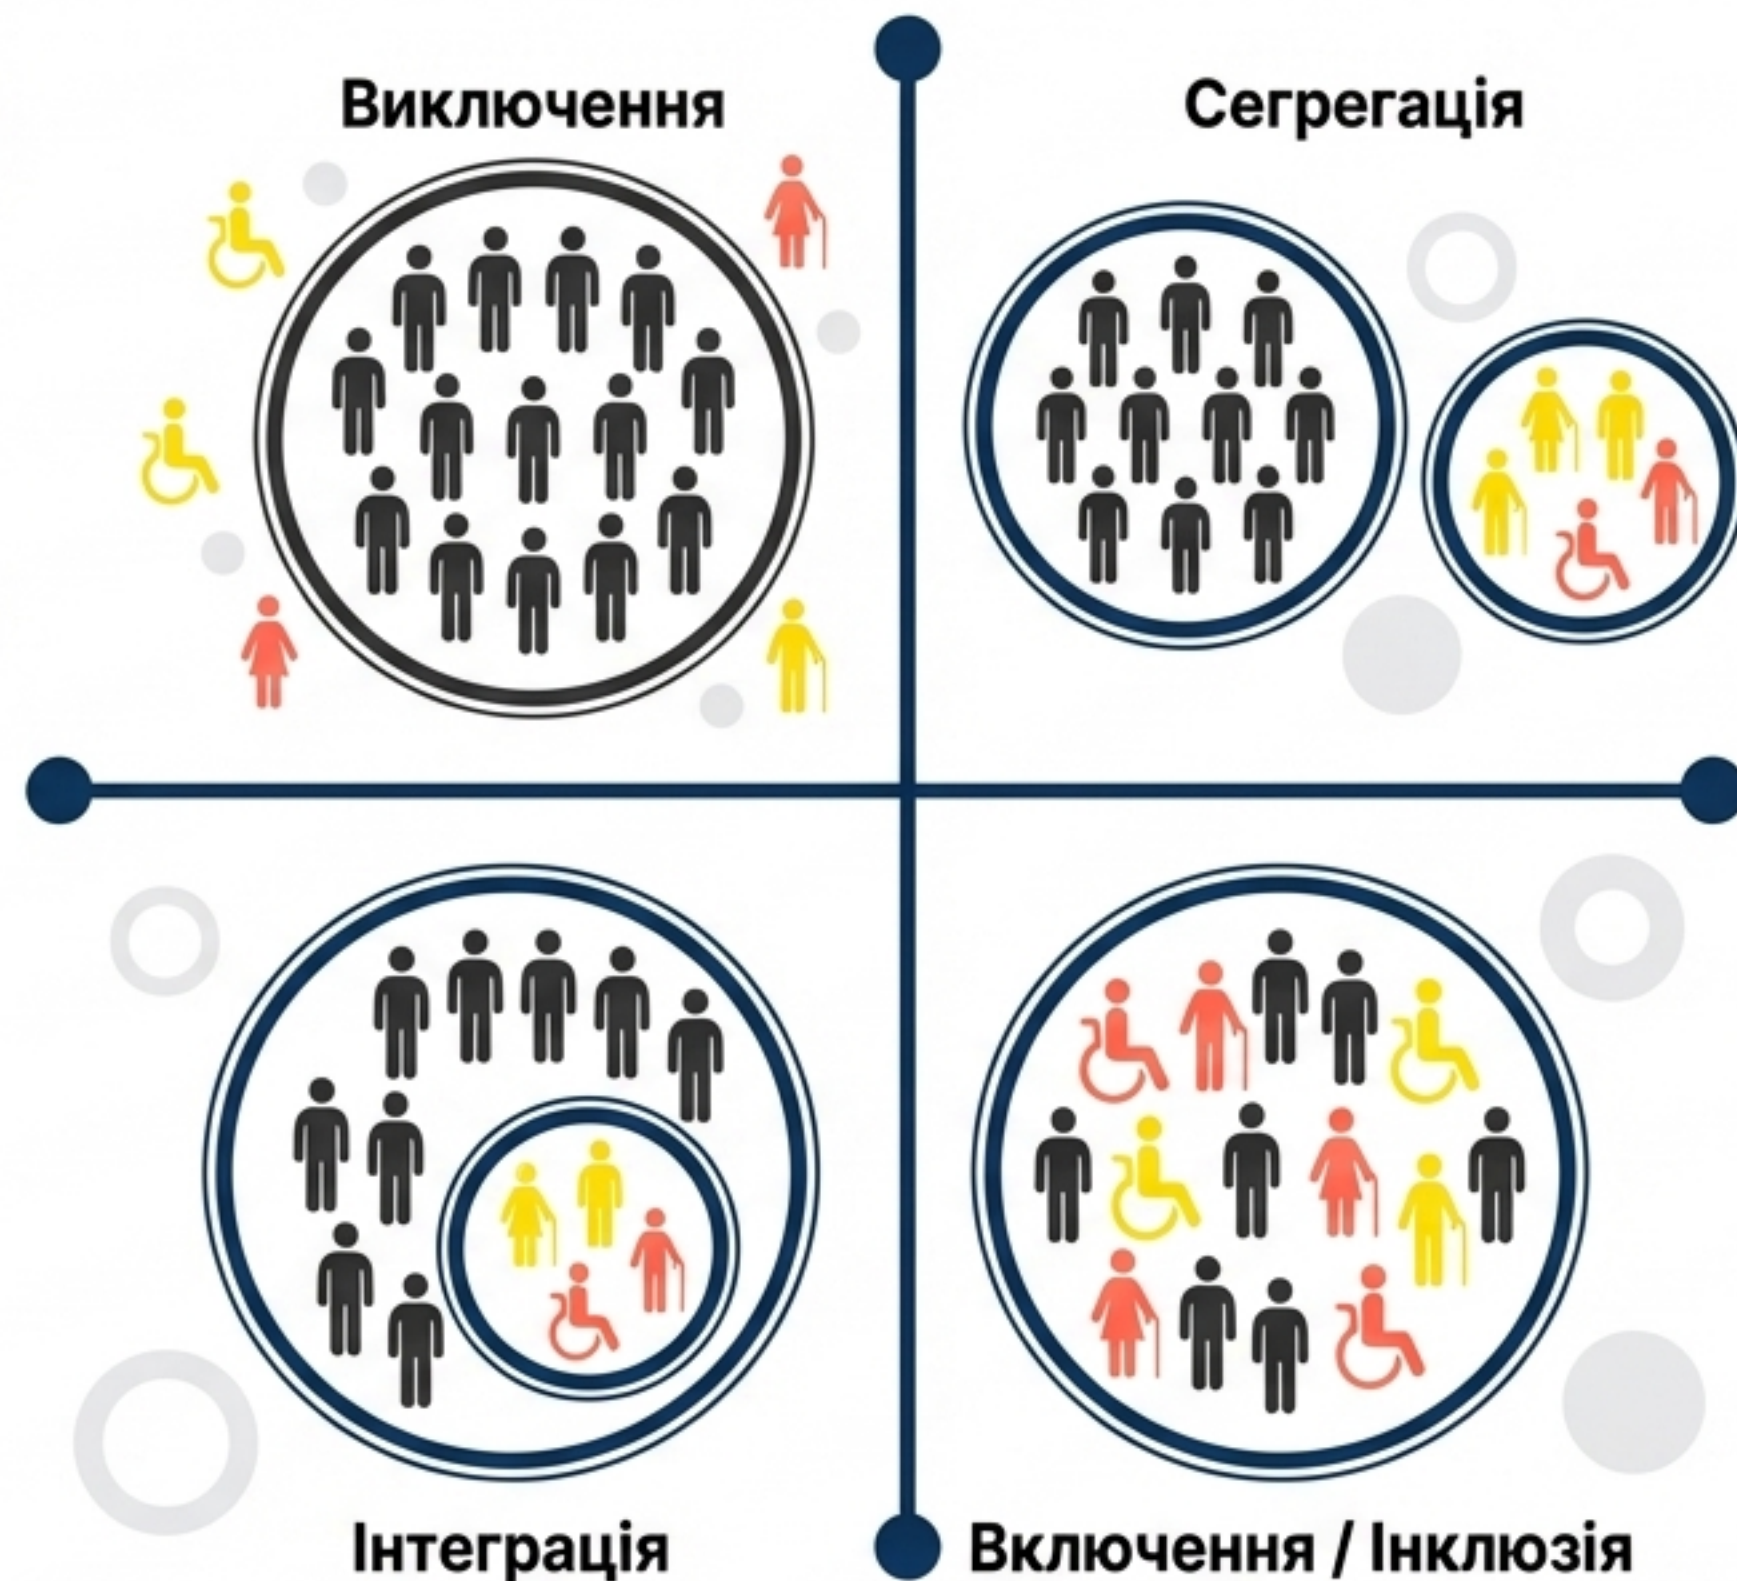 Виключення
Сегрегація
Інтеграція
Включення / Інклюзія